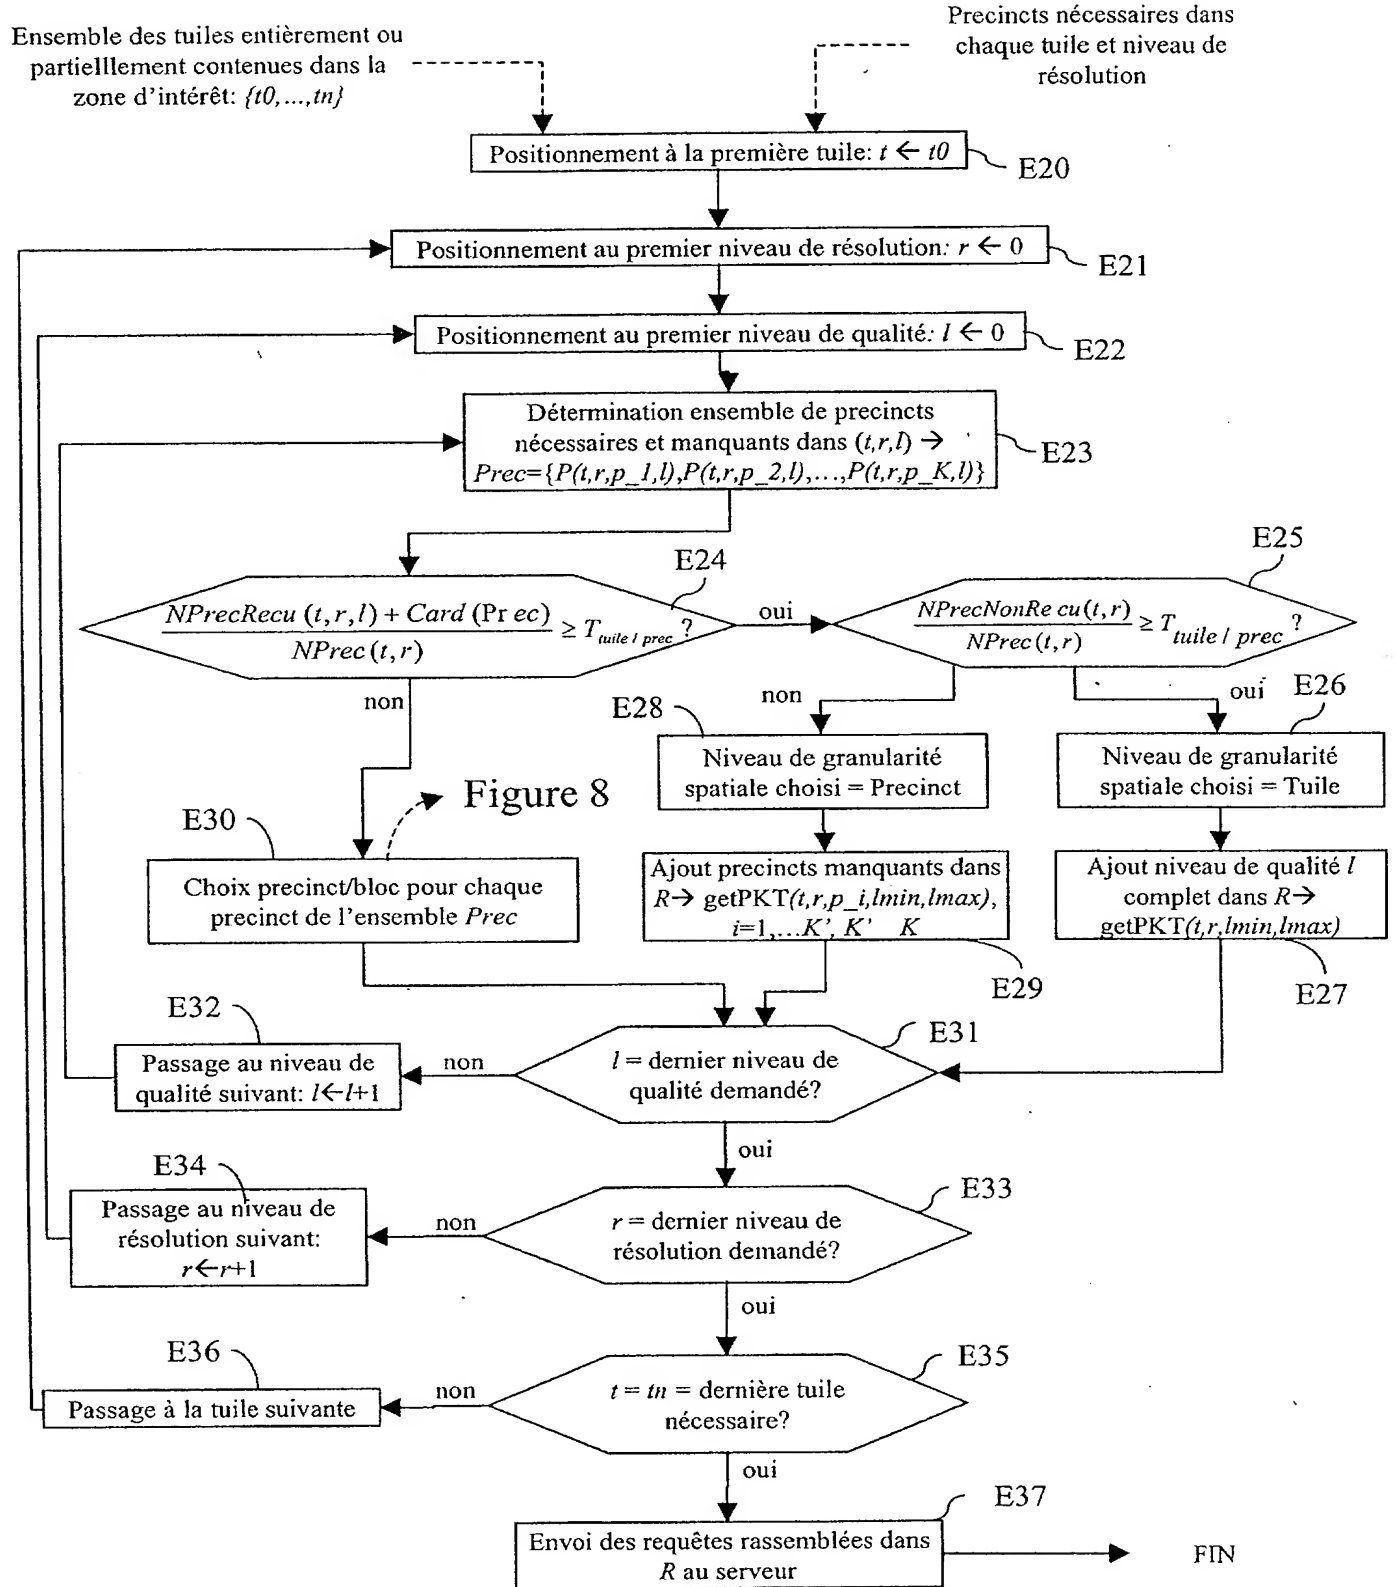 Ensemble des tuiles entièrement ou
partielllement contenues dans la
zone d'intérêt: {t0,...,tn}
Precincts nécessaires dans
chaque tuile et niveau de
résolution
Positionnement à la première tuile: t ← t0
E20
Positionnement au premier niveau de résolution: r ← 0
E21
Positionnement au premier niveau de qualité: l ← 0
E22
Détermination ensemble de precincts
nécessaires et manquants dans (t,r,l) →
Prec={P(t,r,p_1,l),P(t,r,p_2,l),...,P(t,r,p_K,l)}
E23
E24
NPrecRecu (t,r,l) + Card (Pr ec)
NPrec (t,r)
≥ T tuile / prec ?
oui
non
E25
NPrecNonRe cu(t,r)
NPrec (t,r)
≥ T tuile / prec ?
non
oui
E28
Niveau de granularité
spatiale choisi = Precinct
E26
Niveau de granularité
spatiale choisi = Tuile
Figure 8
E30
Choix precinct/bloc pour chaque
precinct de l'ensemble Prec
Ajout precincts manquants dans
R→ getPKT(t,r,p_i,lmin,lmax),
i=1,...K', K' K
E29
Ajout niveau de qualité l
complet dans R→
getPKT(t,r,lmin,lmax)
E27
E32
Passage au niveau de
qualité suivant: l←l+1
non
E31
l = dernier niveau de
qualité demandé?
oui
E34
Passage au niveau de
résolution suivant:
r←r+1
non
E33
r = dernier niveau de
résolution demandé?
oui
E36
Passage à la tuile suivante
non
E35
t = tn = dernière tuile
nécessaire?
oui
E37
Envoi des requêtes rassemblées dans
R au serveur
FIN